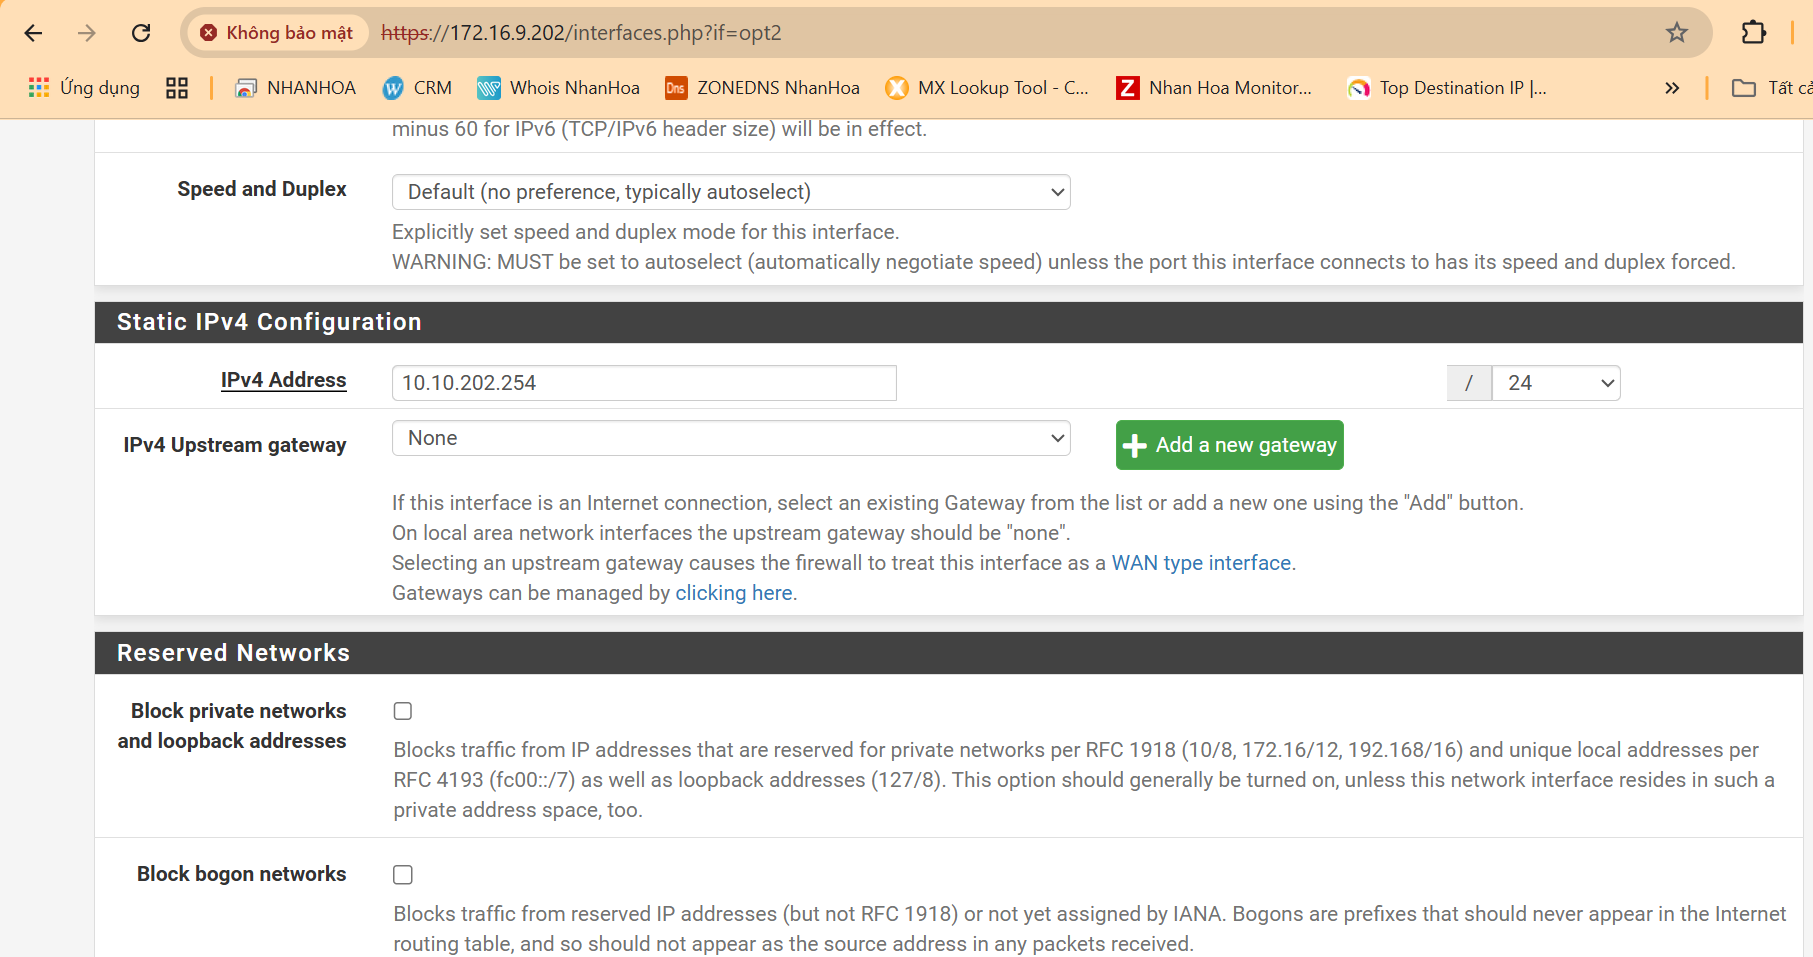 Không bảo mật
https://172.16.9.202/interfaces.php?if=opt2
Ứng dụng
NHANHOA
CRM
Whois NhanHoa
Dns
ZONEDNS NhanHoa
MX Lookup Tool - C...
Z
Nhan Hoa Monitor...
Top Destination IP |...
»
Tất cả
minus 60 for IPv6 (TCP/IPv6 header size) will be in effect.
Speed and Duplex
Default (no preference, typically autoselect)
Explicitly set speed and duplex mode for this interface.
WARNING: MUST be set to autoselect (automatically negotiate speed) unless the port this interface connects to has its speed and duplex forced.
Static IPv4 Configuration
IPv4 Address
10.10.202.254
/
24
IPv4 Upstream gateway
None
Add a new gateway
If this interface is an Internet connection, select an existing Gateway from the list or add a new one using the "Add" button.
On local area network interfaces the upstream gateway should be "none".
Selecting an upstream gateway causes the firewall to treat this interface as a WAN type interface.
Gateways can be managed by clicking here.
Reserved Networks
Block private networks
and loopback addresses
Blocks traffic from IP addresses that are reserved for private networks per RFC 1918 (10/8, 172.16/12, 192.168/16) and unique local addresses per
RFC 4193 (fc00::/7) as well as loopback addresses (127/8). This option should generally be turned on, unless this network interface resides in such a
private address space, too.
Block bogon networks
Blocks traffic from reserved IP addresses (but not RFC 1918) or not yet assigned by IANA. Bogons are prefixes that should never appear in the Internet
routing table, and so should not appear as the source address in any packets received.